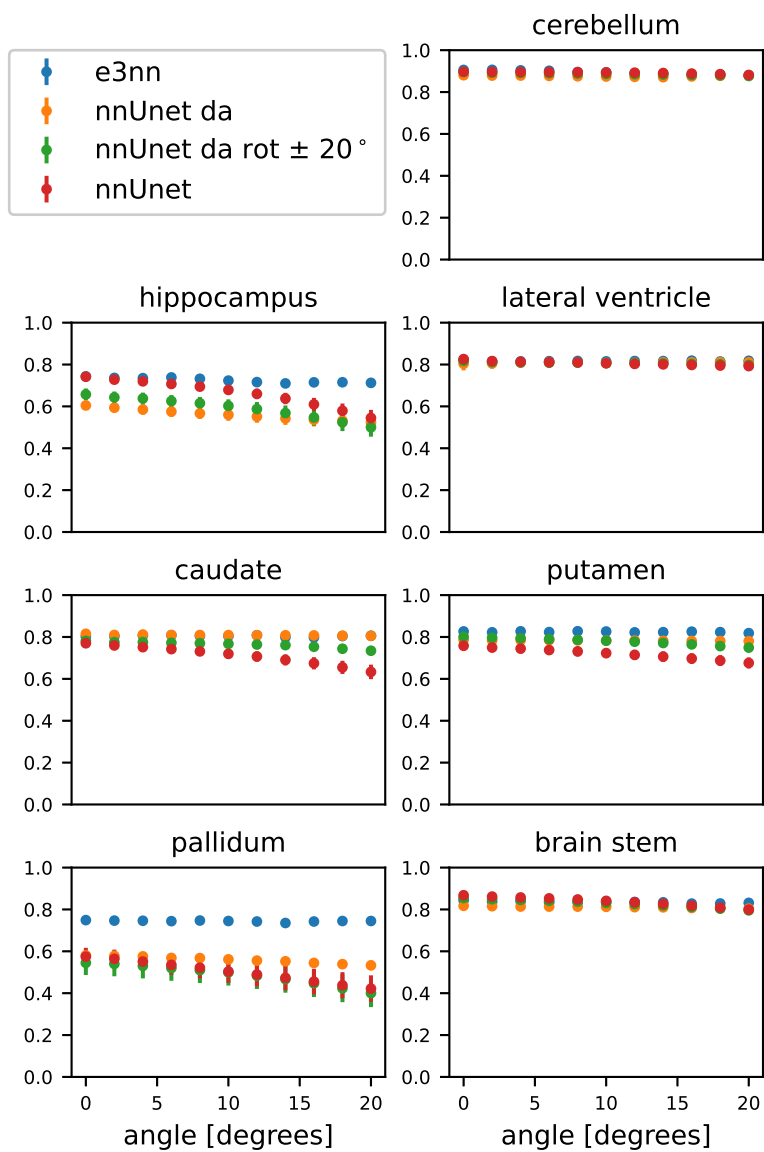 cerebellum
e3nn
nnUnet da
nnUnet da rot ± 20°
nnUnet
1.0
0.8
0.6
0.4
0.2
0.0
hippocampus
1.0
0.8
0.6
0.4
0.2
0.0
lateral ventricle
1.0
0.8
0.6
0.4
0.2
0.0
caudate
1.0
0.8
0.6
0.4
0.2
0.0
putamen
1.0
0.8
0.6
0.4
0.2
0.0
pallidum
1.0
0.8
0.6
0.4
0.2
0.0
0 5 10 15 20
angle [degrees]
brain stem
1.0
0.8
0.6
0.4
0.2
0.0
0 5 10 15 20
angle [degrees]